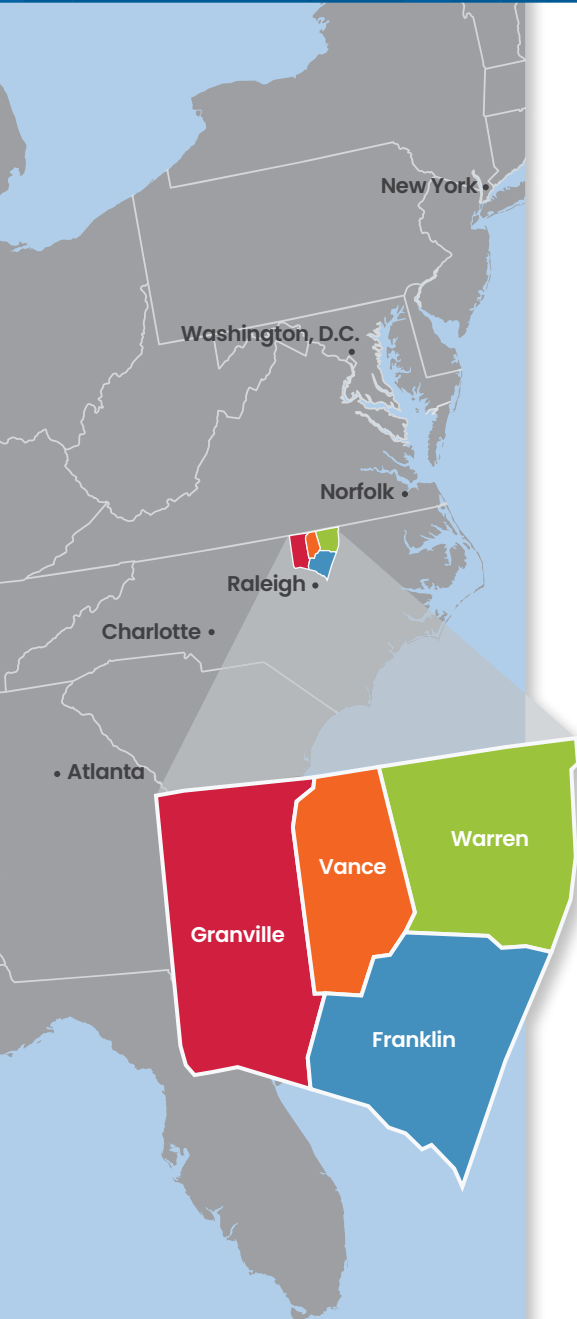 New York
Washington, D.C.
Norfolk
Raleigh
Charlotte
Atlanta
Warren
Vance
Granville
Franklin